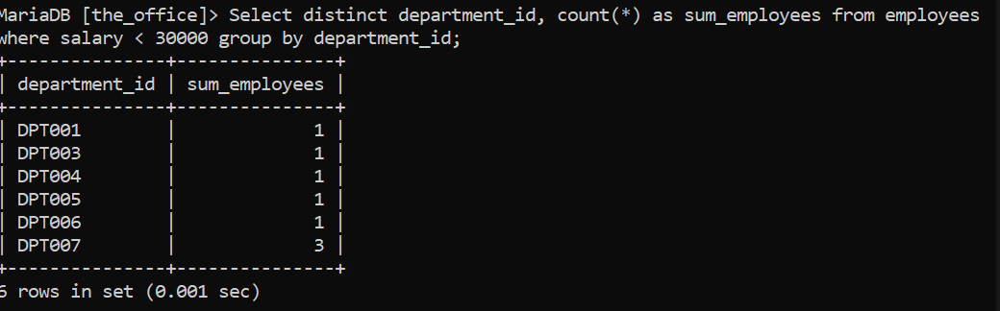 MariaDB [the_office]> Select distinct department_id, count(*) as sum_employees from employees
where salary < 30000 group by department_id;
+---------------+---------------+
| department_id | sum_employees |
+---------------+---------------+
| DPT001        |             1 |
| DPT003        |             1 |
| DPT004        |             1 |
| DPT005        |             1 |
| DPT006        |             1 |
| DPT007        |             3 |
+---------------+---------------+
6 rows in set (0.001 sec)